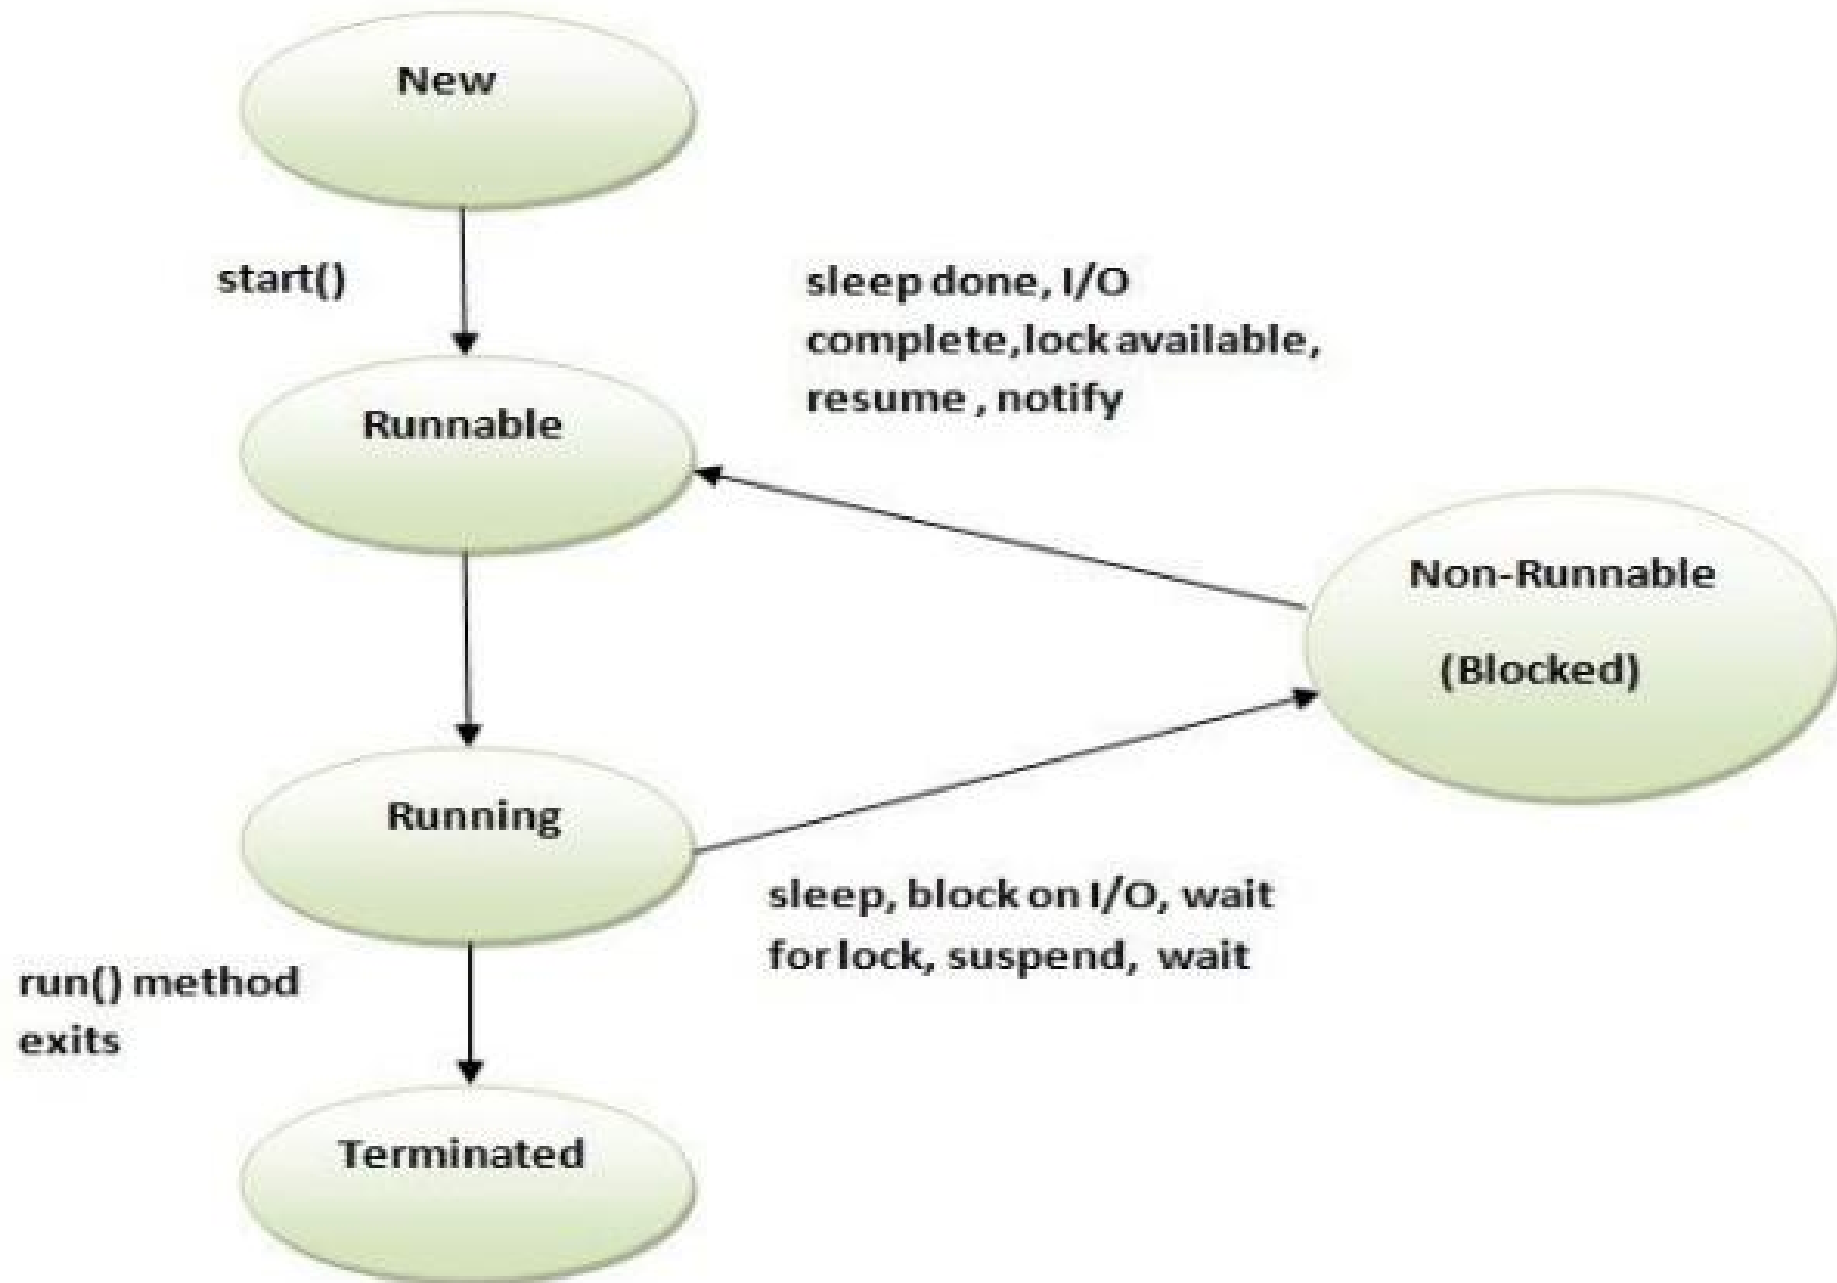 New
start()
sleep done, I/O
complete,lock available,
resume , notify
Runnable
Non-Runnable
(Blocked)
Running
sleep, block on I/O, wait
for lock, suspend, wait
run() method
exits
Terminated